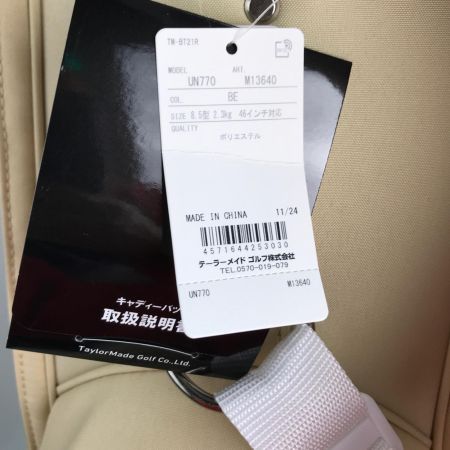 TM-BT21R
MODEL ART.
UN770 M13640
COL. BE
SIZE 8.5型 2.3kg 46インチ対応
QUALITY
ポリエステル
MADE IN CHINA 11/24
4571644253030
テーラーメイド ゴルフ株式会社
TEL.0570-019-079
UN770 M13640
キャディーバッ
取扱説明
TaylorMade Golf Co.,Ltd.